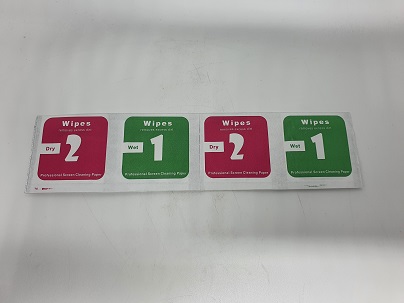 Wipes
Dry
2
Professional Screen Cleaning Paper
Wipes
Wet
1
Professional Screen Cleaning Paper
Wipes
Dry
2
Professional Screen Cleaning Paper
Wipes
Wet
1
Professional Screen Cleaning Paper